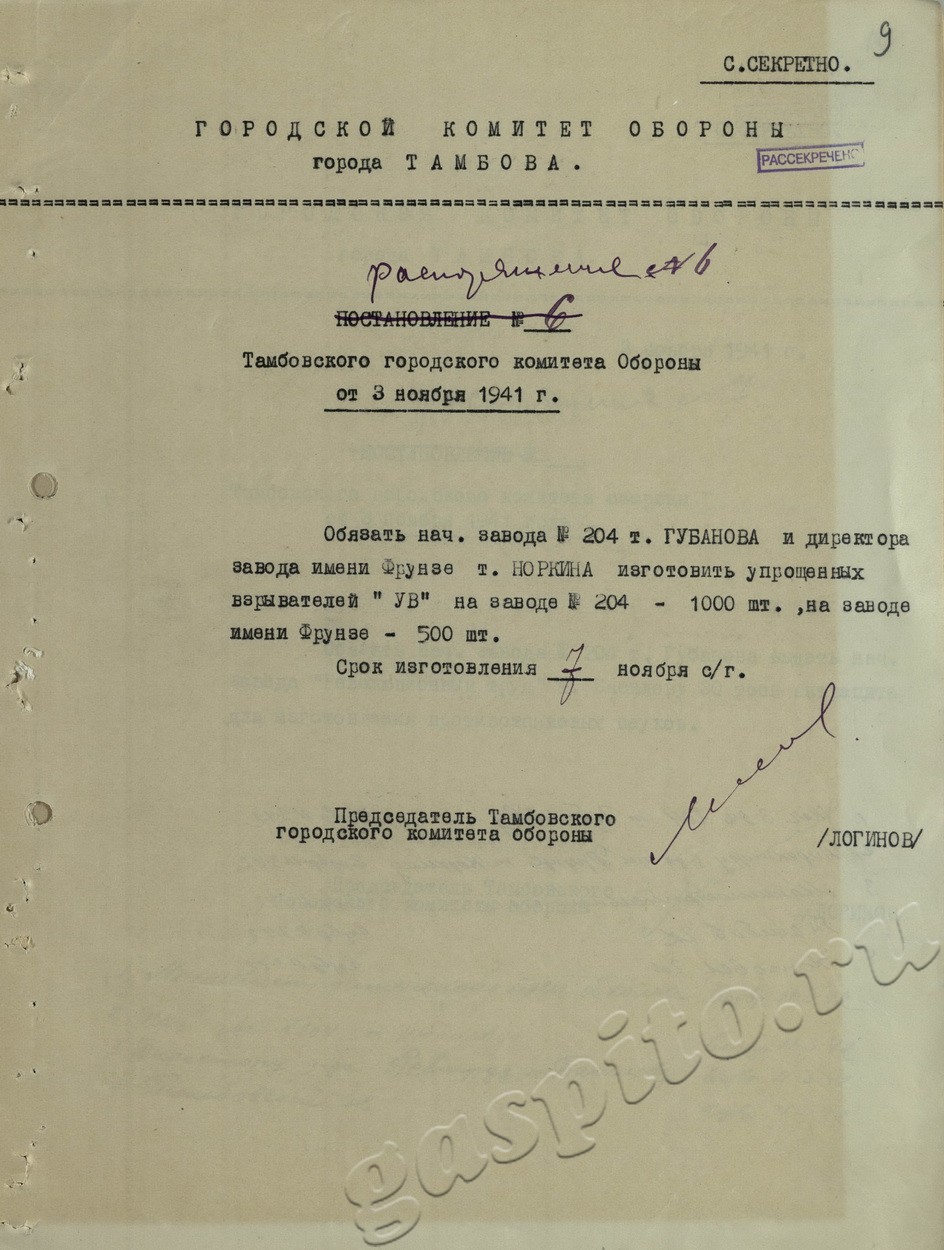 9
С.СЕКРЕТНО.
ГОРОДСКОЙ КОМИТЕТ ОБОРОНЫ
города ТАМБОВА.
РАССЕКРЕЧЕНО
распоряжение № 6
ПОСТАНОВЛЕНИЕ № 6
Тамбовского городского комитета Обороны
от 3 ноября 1941 г.
Обязать нач. завода № 204 т. ГУБАНОВА и директора
завода имени Фрунзе т. НОРКИНА изготовить упрощенных
взрывателей " УВ" на заводе № 204 - 1000 шт. ,на заводе
имени Фрунзе - 500 шт.
Срок изготовления 7 ноября с/г.
Председатель Тамбовского
городского комитета обороны
/ЛОГИНОВ/
gaspito.ru